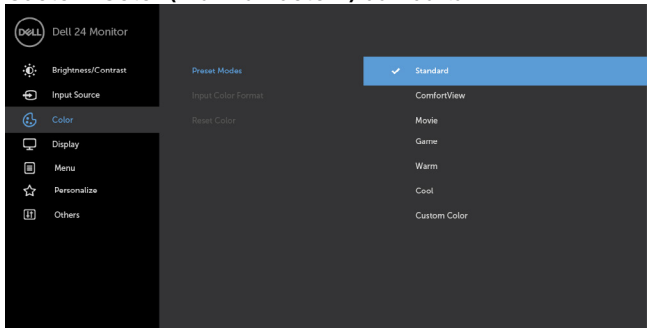 DELL Dell 24 Monitor
Brightness/Contrast Preset Modes ✓ Standard
Input Source Input Color Format ComfortView
Color Reset Color Movie
Display Game
Menu Warm
Personalize Cool
Others Custom Color